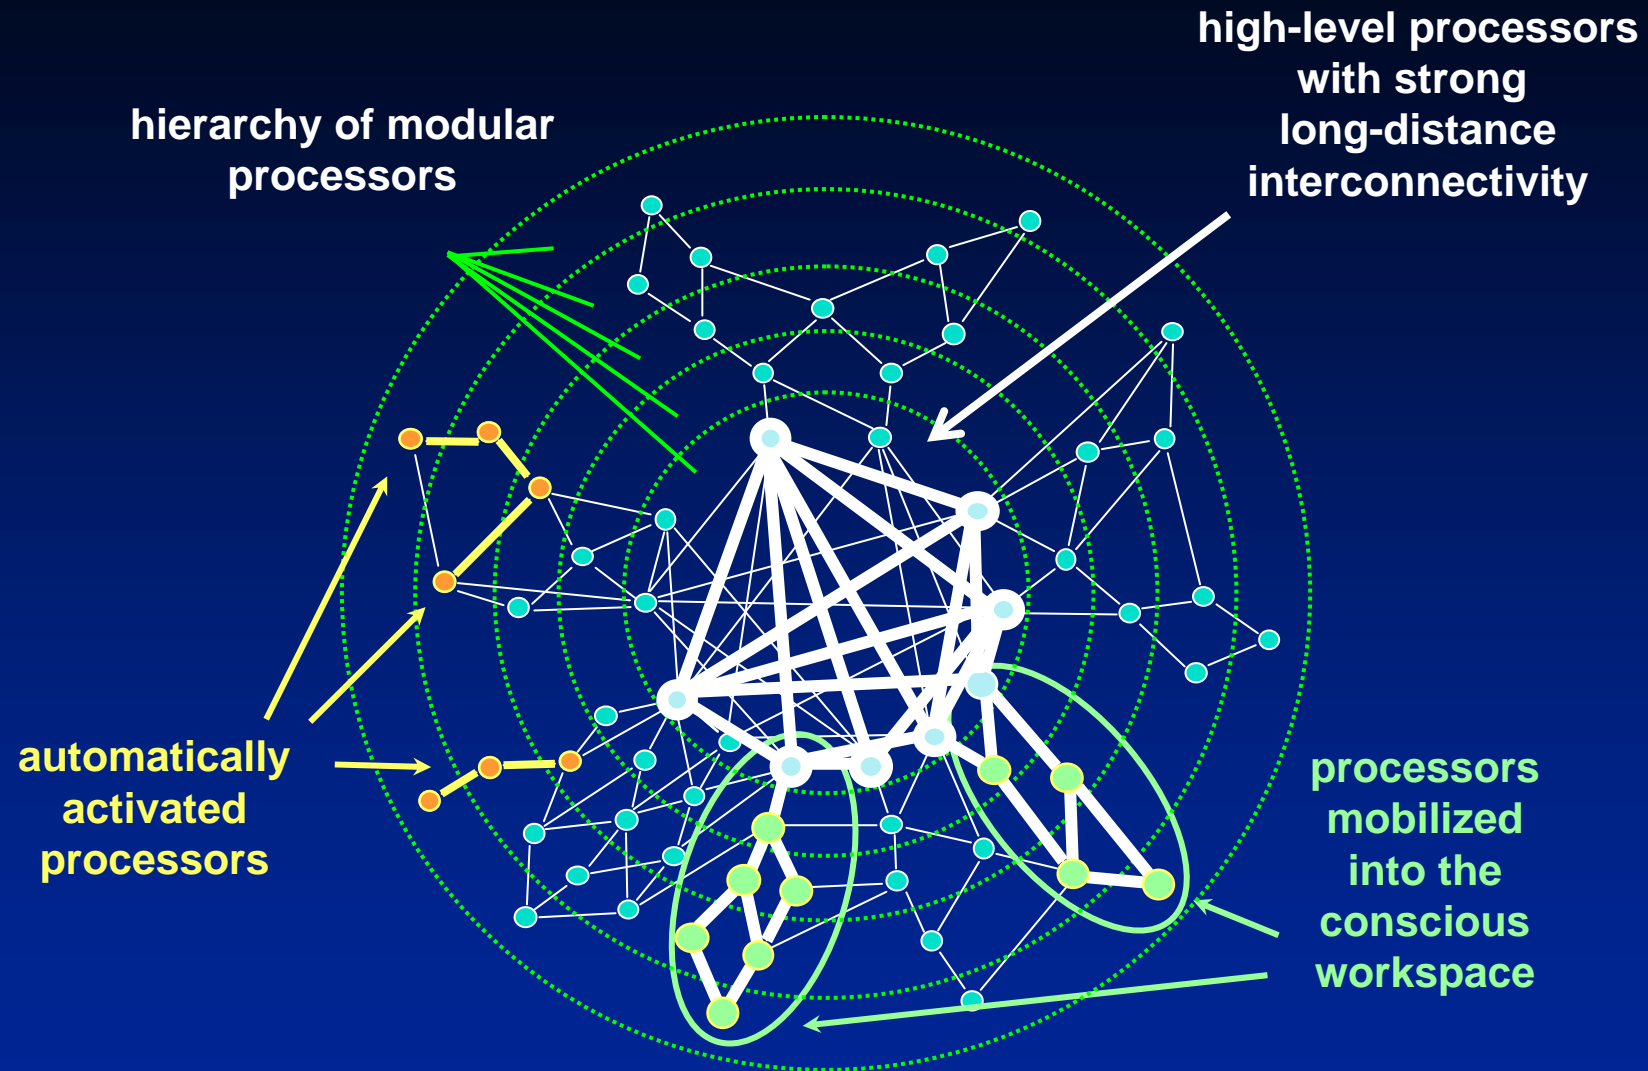 high-level processors
with strong
long-distance
interconnectivity
hierarchy of modular
processors
automatically
activated
processors
processors
mobilized
into the
conscious
workspace